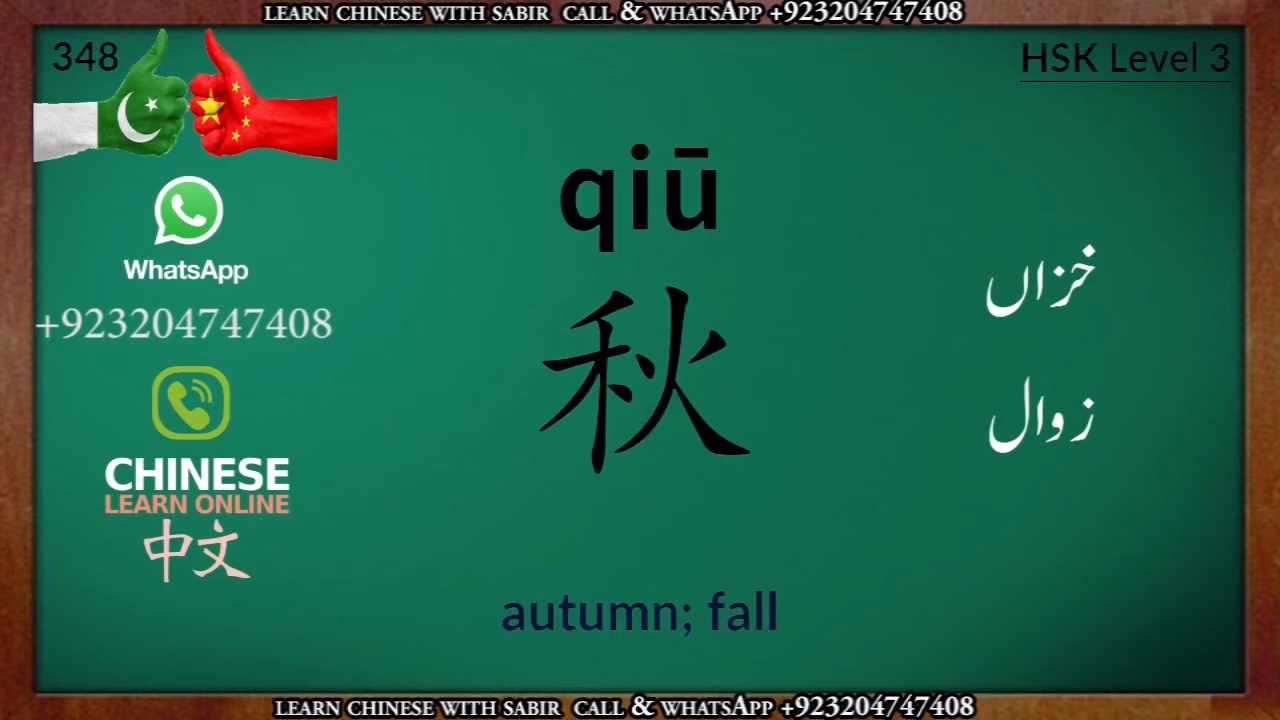 LEARN CHINESE WITH SABIR CALL & WHATSAPP +923204747408
348
HSK Level 3
WhatsApp
+923204747408
CHINESE
LEARN ONLINE
中文
qiū
秋
autumn; fall
خزاں
زوال
LEARN CHINESE WITH SABIR CALL & WHATSAPP +923204747408